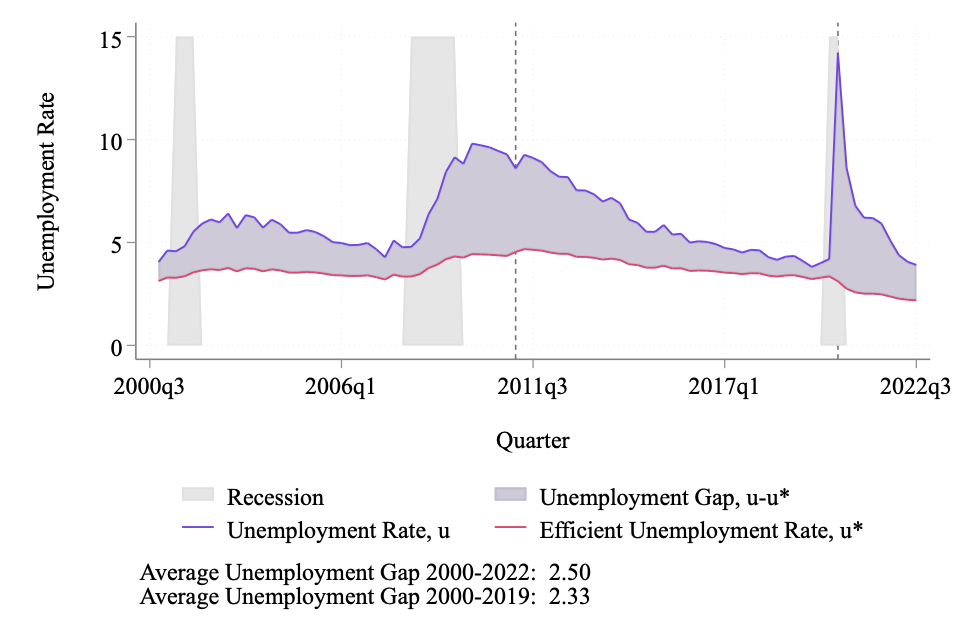 Unemployment Rate
15
10
5
0
2000q3 2006q1 2011q3 2017q1 2022q3
Quarter
Recession Unemployment Gap, u-u*
Unemployment Rate, u Efficient Unemployment Rate, u*
Average Unemployment Gap 2000-2022: 2.50
Average Unemployment Gap 2000-2019: 2.33